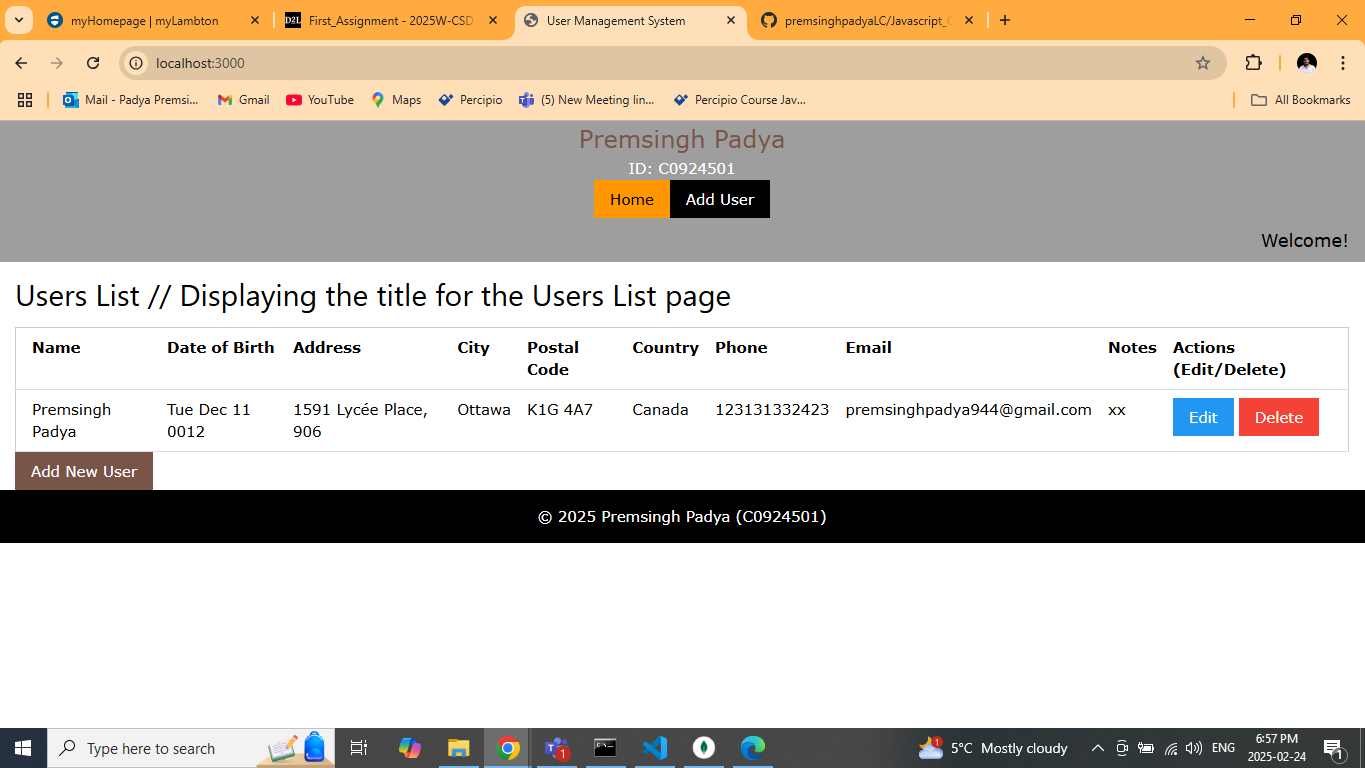 myHomepage | myLambton
D2L
First_Assignment - 2025W-CSD
User Management System
premsinghpadyaLC/Javascript_
localhost:3000
Mail - Padya Premsi...
Gmail
YouTube
Maps
Percipio
(5) New Meeting lin...
Percipio Course Jav...
All Bookmarks
Premsingh Padya
ID: C0924501
Home
Add User
Welcome!
Users List // Displaying the title for the Users List page
Name Date of Birth Address City Postal Country Phone Email Notes Actions
Code (Edit/Delete)
Premsingh Tue Dec 11 1591 Lycée Place, Ottawa K1G 4A7 Canada 123131332423 premsinghpadya944@gmail.com xx Edit Delete
Padya 0012 906
Add New User
© 2025 Premsingh Padya (C0924501)
Type here to search
1
1
5°C Mostly cloudy
ENG
6:57 PM
2025-02-24
1